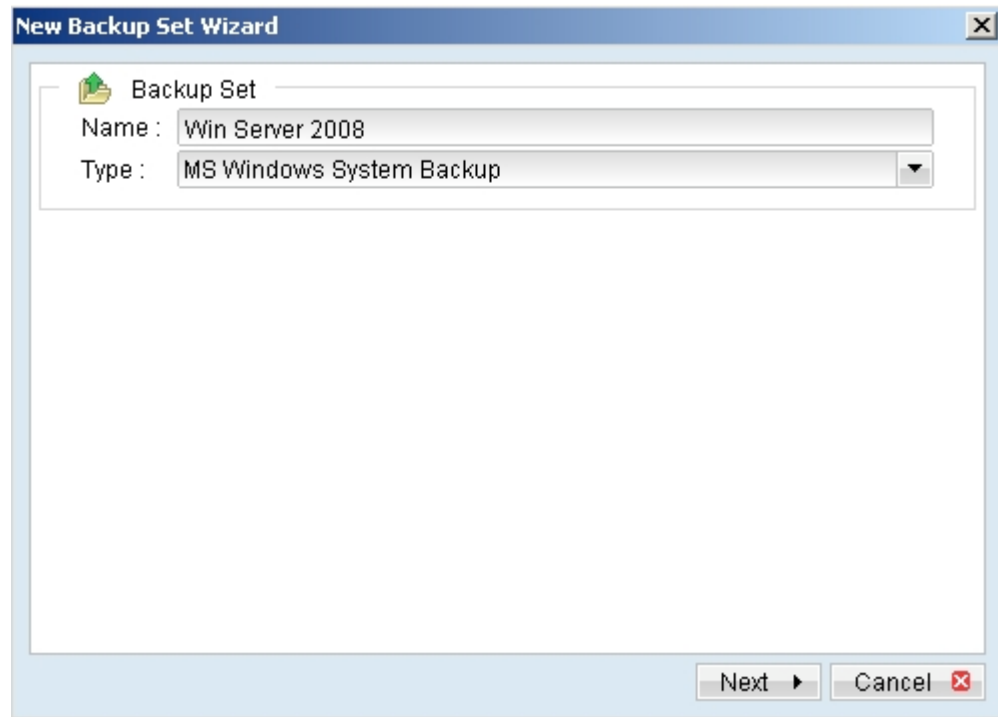 New Backup Set Wizard
Backup Set
Name : Win Server 2008
Type : MS Windows System Backup
Next Cancel